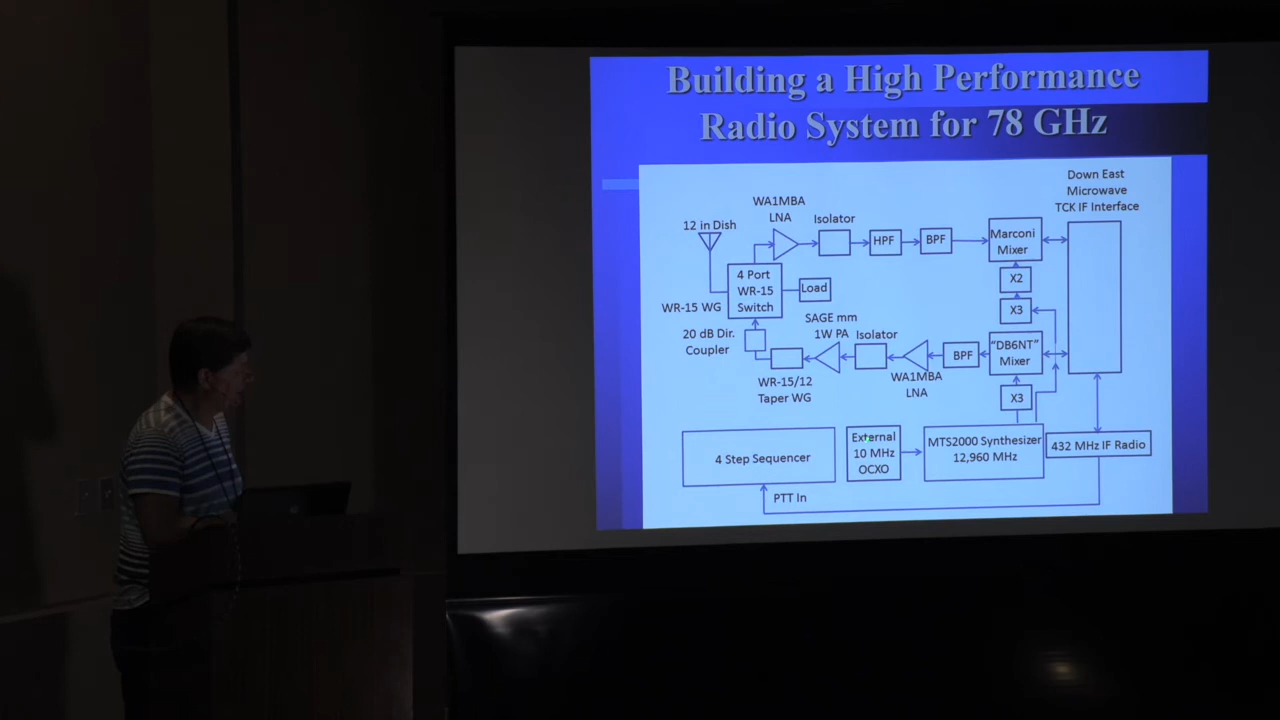 Building a High Performance
Radio System for 78 GHz
Down East
Microwave
TCK IF Interface
WA1MBA
LNA
Isolator
12 in Dish
HPF
BPF
Marconi
Mixer
4 Port
WR-15
Switch
Load
X2
WR-15 WG
X3
SAGE mm
1W PA
Isolator
20 dB Dir.
Coupler
"DB6NT"
Mixer
BPF
WR-15/12
Taper WG
WA1MBA
LNA
X3
4 Step Sequencer
External
10 MHz
OCXO
MTS2000 Synthesizer
12,960 MHz
432 MHz IF Radio
PTT In